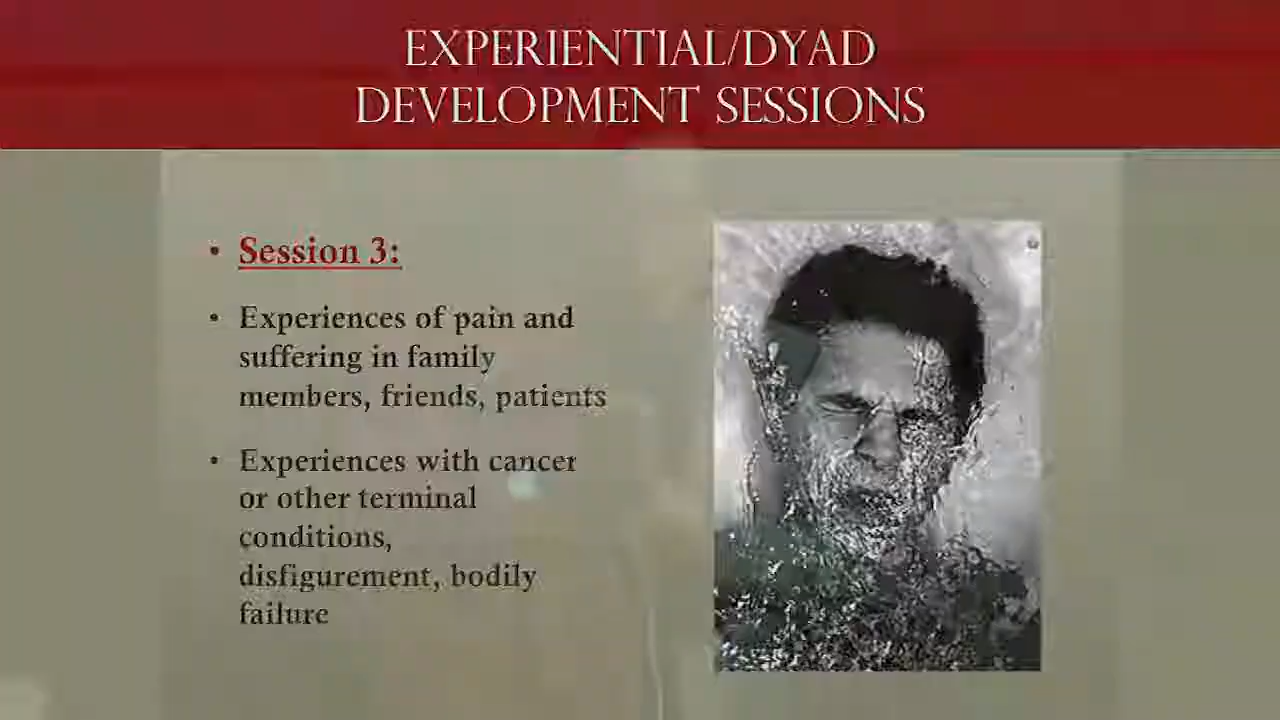 EXPERIENTIAL/DYAD
DEVELOPMENT SESSIONS
• Session 3:
• Experiences of pain and
suffering in family
members, friends, patients
• Experiences with cancer
or other terminal
conditions,
disfigurement, bodily
failure